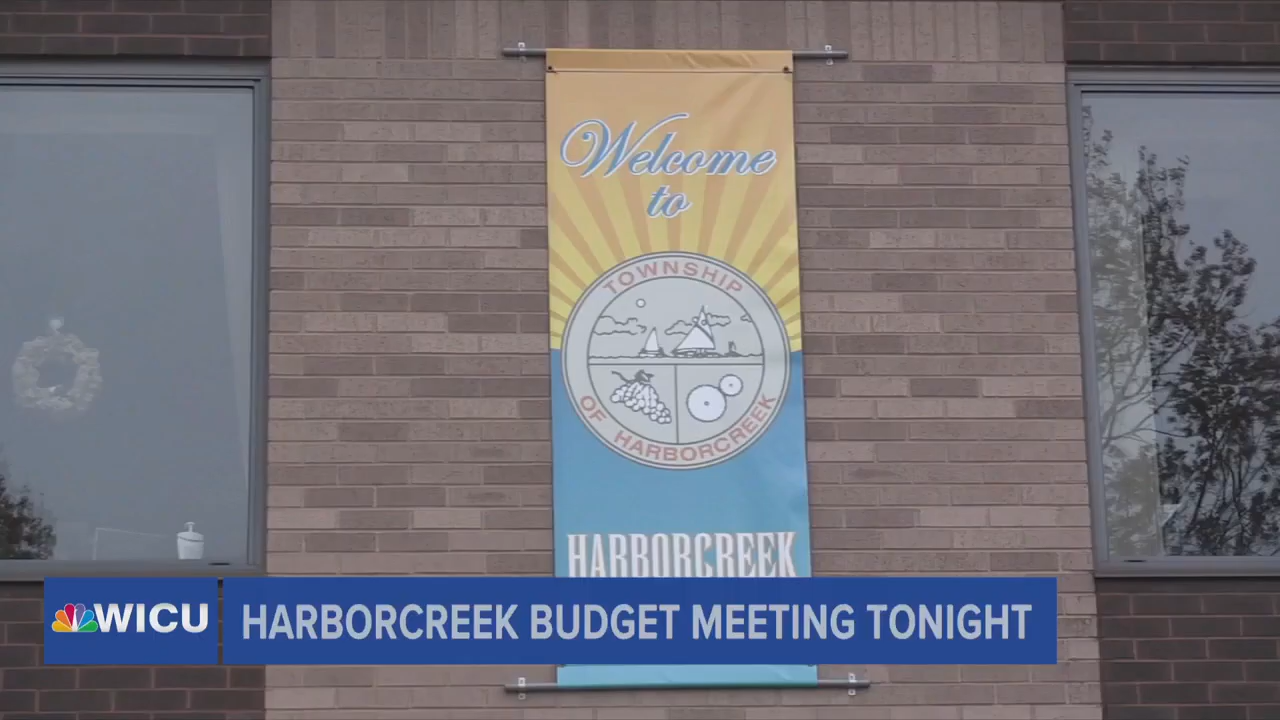 Welcome
to
TOWNSHIP
OF HARBORCREEK
HARBORCREEK
WICU
HARBORCREEK BUDGET MEETING TONIGHT